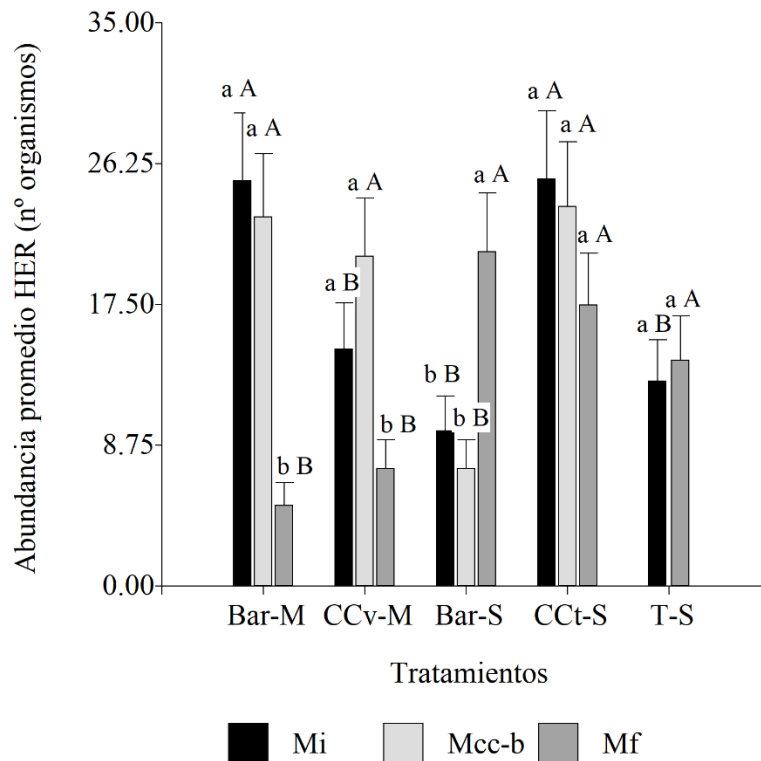 Abundancia promedio HER (nº organismos)
35.00
26.25
17.50
8.75
0.00
a A
a A
b B
a B
a A
b B
b B
b B
a A
a A
a A
a A
a B
a A
Bar-M CCv-M Bar-S CCt-S T-S
Tratamientos
Mi Mcc-b Mf